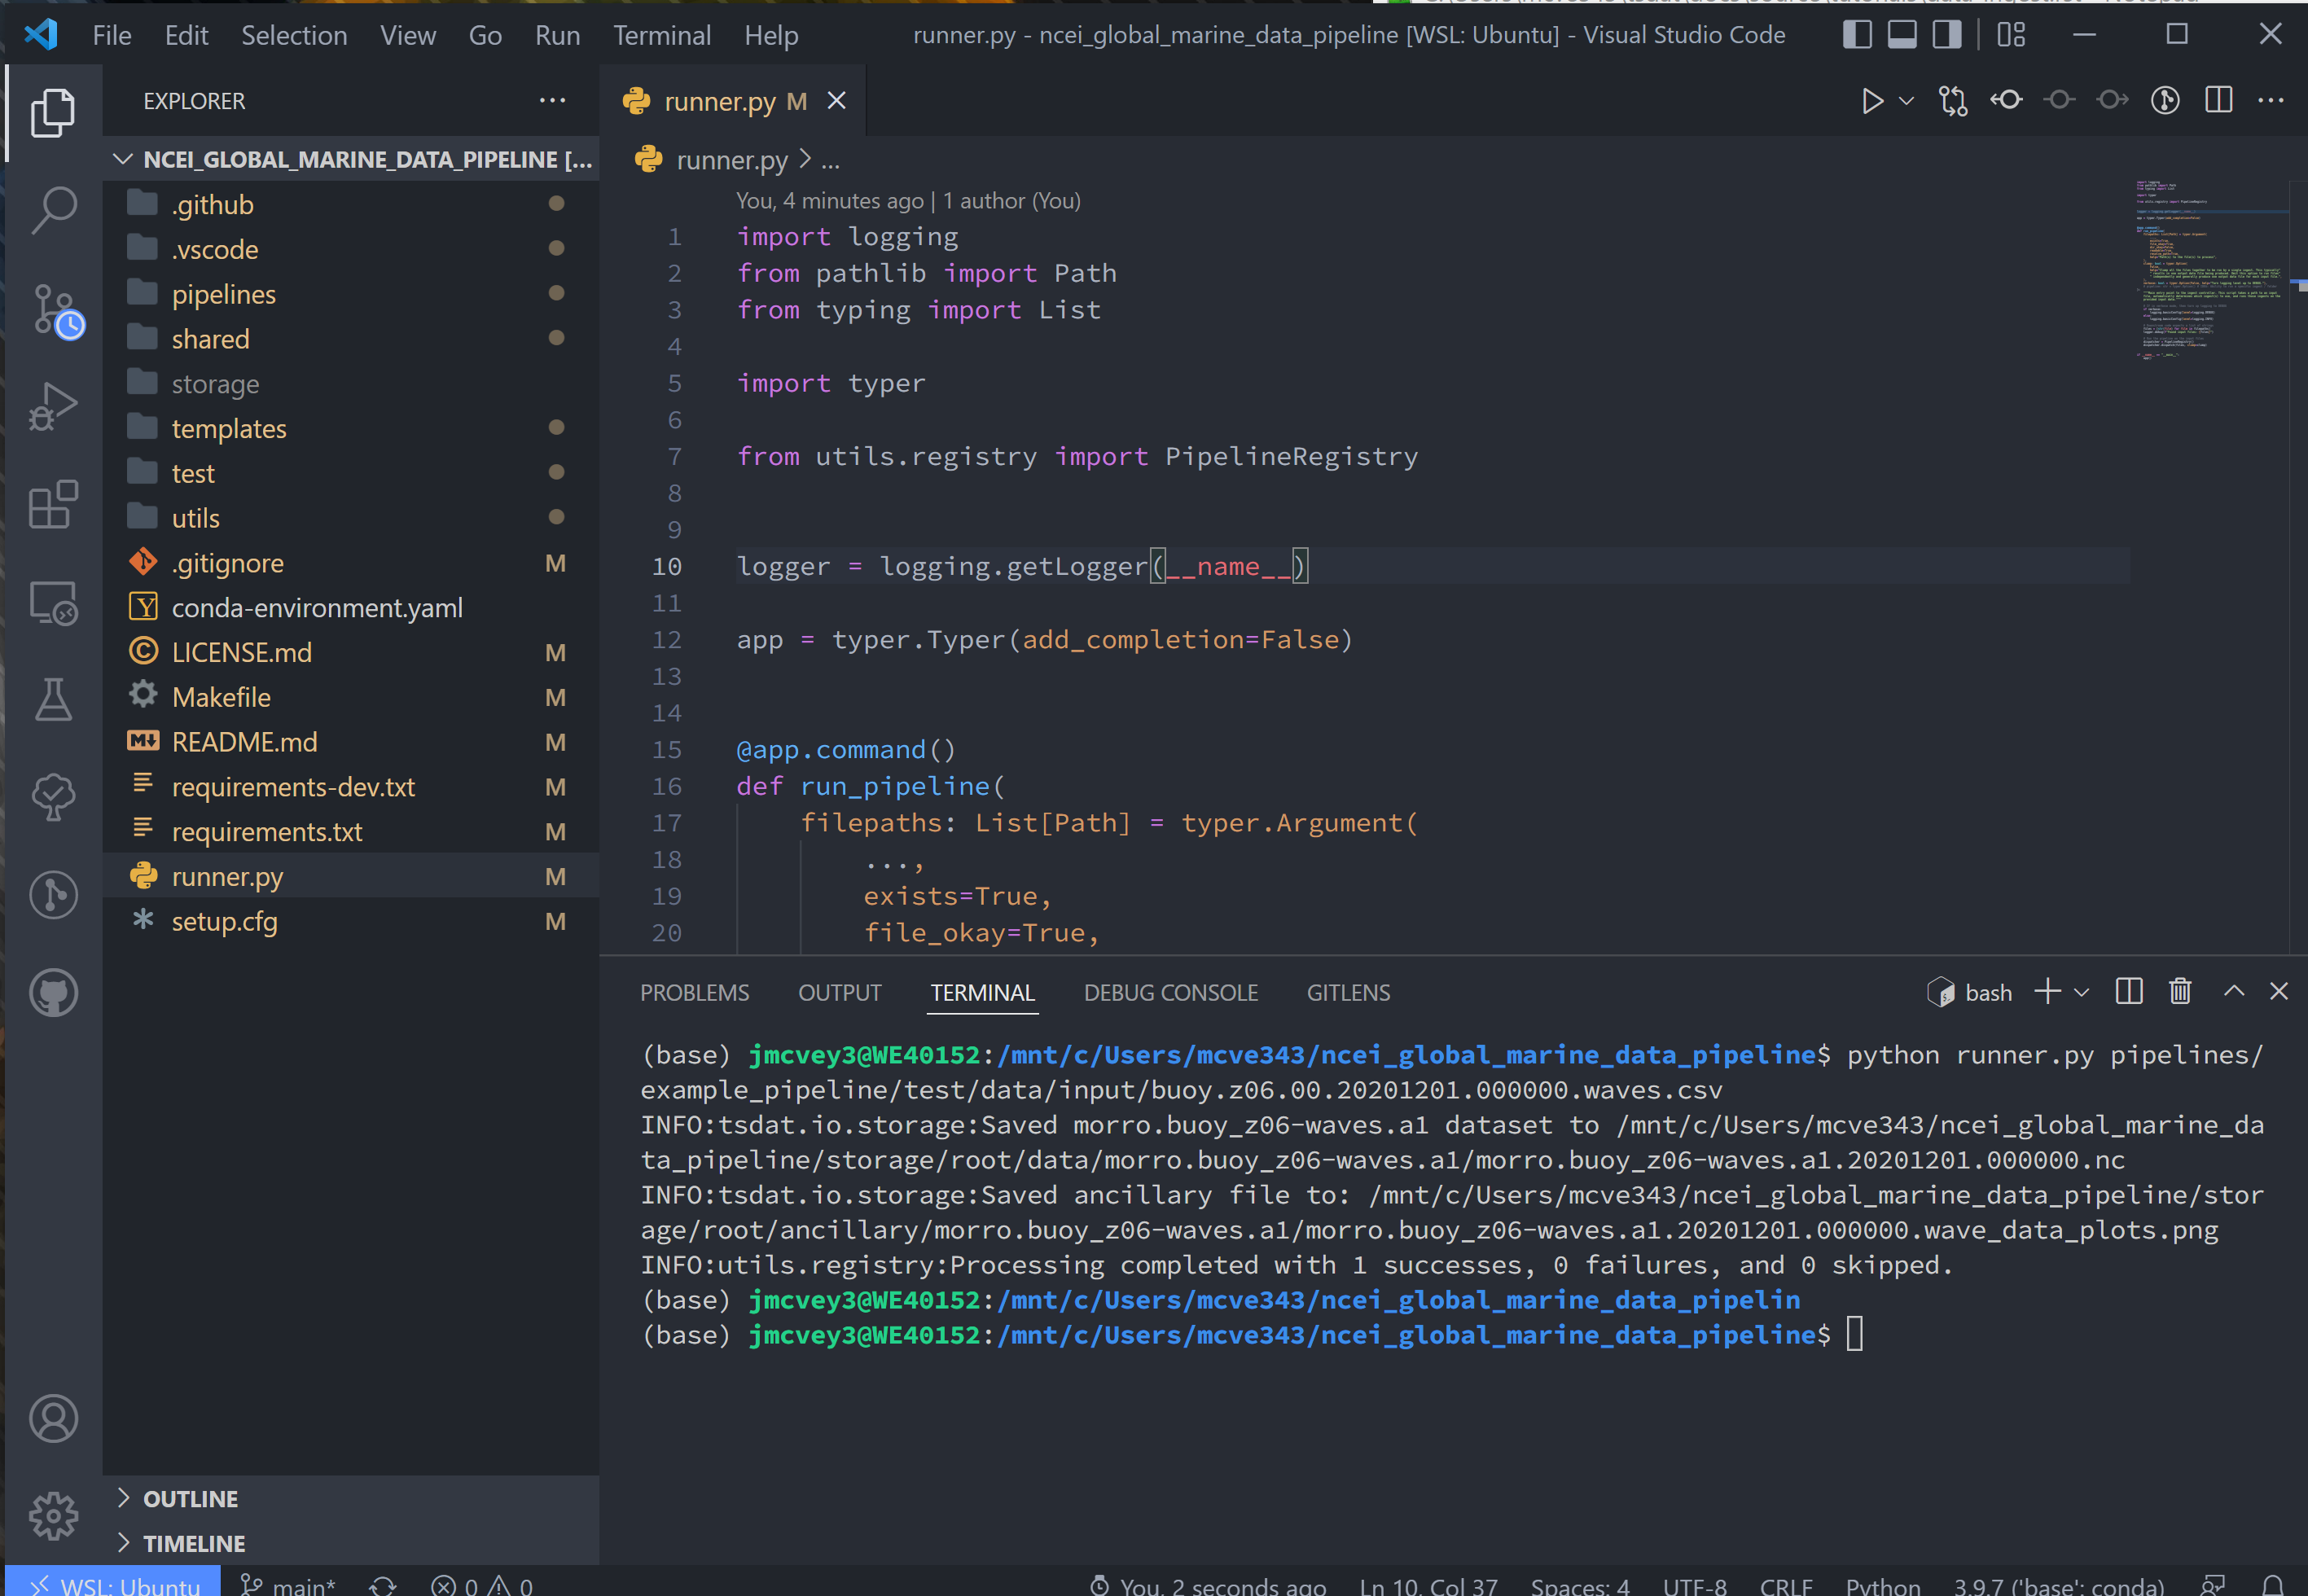 File Edit Selection View Go Run Terminal Help runner.py - ncei_global_marine_data_pipeline [WSL: Ubuntu] - Visual Studio Code
EXPLORER
NCEI_GLOBAL_MARINE_DATA_PIPELINE [...
.github
.vscode
pipelines
shared
storage
templates
test
utils
.gitignore M
conda-environment.yaml
LICENSE.md M
Makefile M
README.md M
requirements-dev.txt M
requirements.txt M
runner.py M
setup.cfg M
OUTLINE
TIMELINE
runner.py M
runner.py > ...
You, 4 minutes ago | 1 author (You)
1 import logging
2 from pathlib import Path
3 from typing import List
4
5 import typer
6
7 from utils.registry import PipelineRegistry
8
9
10 logger = logging.getLogger(__name__)
11
12 app = typer.Typer(add_completion=False)
13
14
15 @app.command()
16 def run_pipeline(
17 filepaths: List[Path] = typer.Argument(
18 ...,
19 exists=True,
20 file_okay=True,
PROBLEMS OUTPUT TERMINAL DEBUG CONSOLE GITLENS bash
(base) jmcvey3@WE40152:/mnt/c/Users/mcve343/ncei_global_marine_data_pipeline$ python runner.py pipelines/
example_pipeline/test/data/input/buoy.z06.00.20201201.000000.waves.csv
INFO:tsdat.io.storage:Saved morro.buoy_z06-waves.a1 dataset to /mnt/c/Users/mcve343/ncei_global_marine_da
ta_pipeline/storage/root/data/morro.buoy_z06-waves.a1/morro.buoy_z06-waves.a1.20201201.000000.nc
INFO:tsdat.io.storage:Saved ancillary file to: /mnt/c/Users/mcve343/ncei_global_marine_data_pipeline/stor
age/root/ancillary/morro.buoy_z06-waves.a1/morro.buoy_z06-waves.a1.20201201.000000.wave_data_plots.png
INFO:utils.registry:Processing completed with 1 successes, 0 failures, and 0 skipped.
(base) jmcvey3@WE40152:/mnt/c/Users/mcve343/ncei_global_marine_data_pipelin
(base) jmcvey3@WE40152:/mnt/c/Users/mcve343/ncei_global_marine_data_pipeline$
WSL: Ubuntu main* 0 0 You, 2 seconds ago Ln 10, Col 37 Spaces: 4 UTF-8 CRLF Python 3.9.7 ('base': conda)